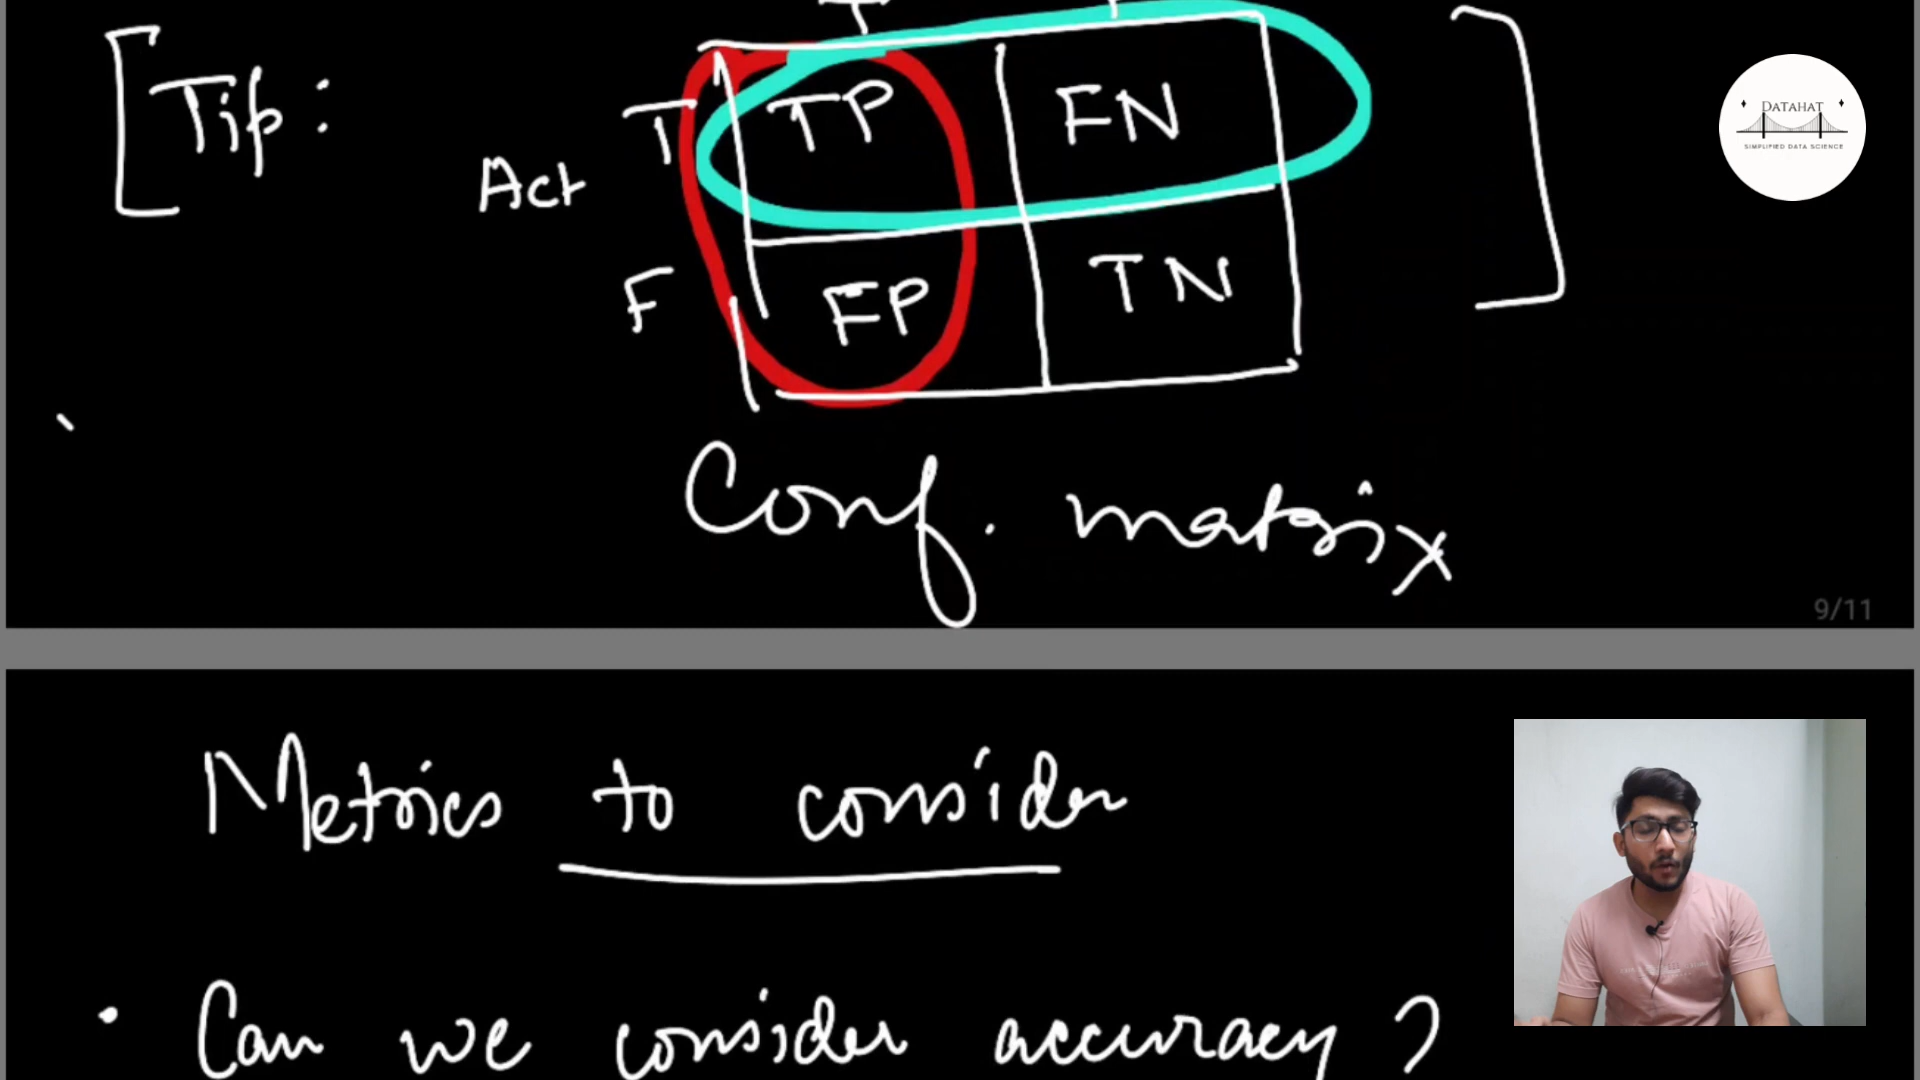 T F
[Tip:
T TP FN
Act
F FP TN
Conf. matrix
9/11
Metrics to consider
• Can we consider accuracy?
DATAHAT
SIMPLIFIED DATA SCIENCE